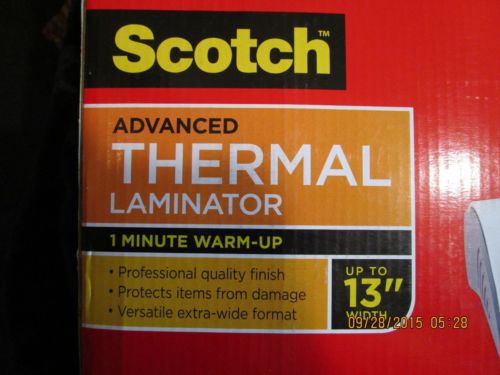 Scotch™
ADVANCED
THERMAL
LAMINATOR
1 MINUTE WARM-UP
• Professional quality finish
• Protects items from damage
• Versatile extra-wide format
UP TO
13"
WIDTH
09/28/2015 05:28